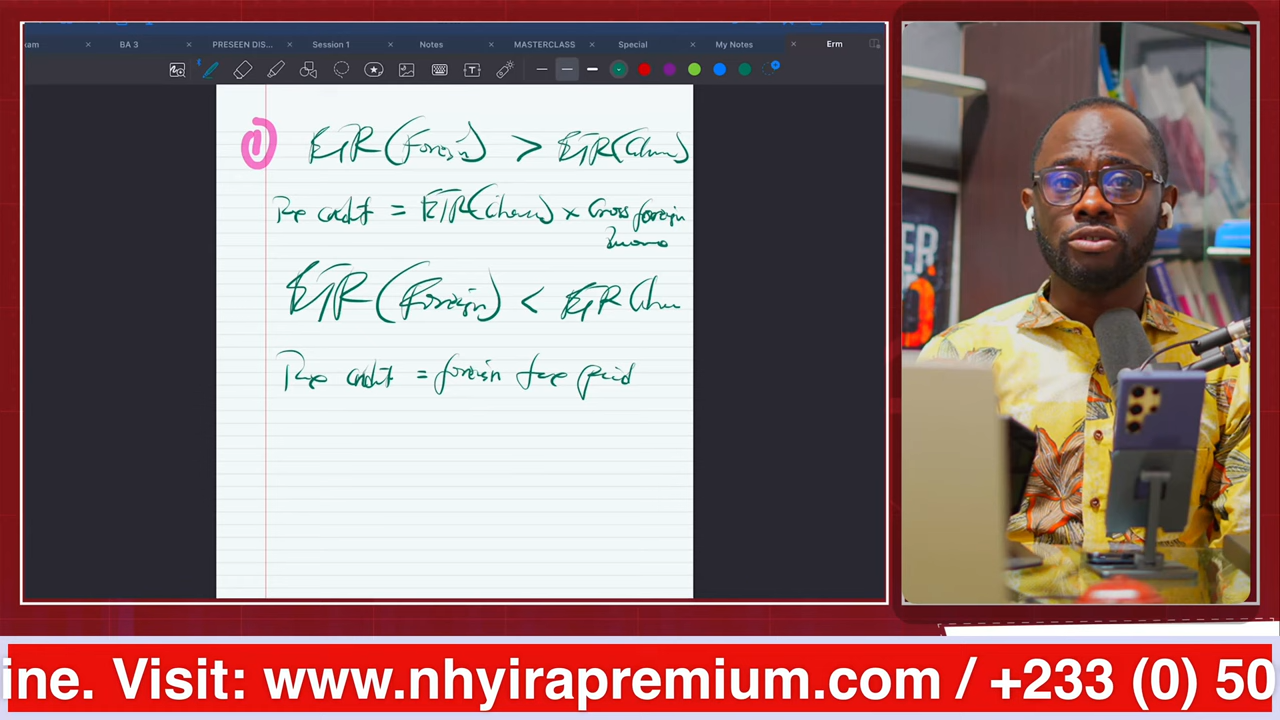 am
BA 3
PRESEEN DIS...
Session 1
Notes
MASTERCLASS
Special
My Notes
Erm
1
ETR (Foreign) > ETR (Ghana)
credit = ETR (Ghana) × Gross foreign
Income
ETR (Foreign) < ETR (Ghana
credit = foreign tax paid
ER
0
ine. Visit: www.nhyirapremium.com / +233 (0) 50